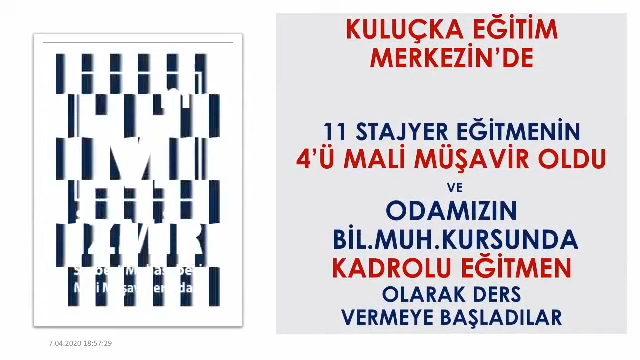 KULUÇKA EĞİTİM
MERKEZİN’DE
11 STAJYER EĞİTMENİN
4’Ü MALİ MÜŞAVİR OLDU
VE
ODAMIZIN
BİL.MUH.KURSUNDA
KADROLU EĞİTMEN
OLARAK DERS
VERMEYE BAŞLADILAR
İZMİR
7.04.2020 18:57:29